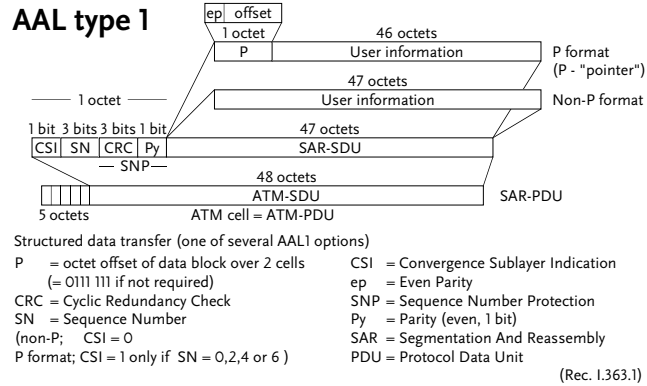 AAL type 1
ep offset
1 octet 46 octets
P User information P format
(P - "pointer")
47 octets
1 octet User information Non-P format
1 bit 3 bits 3 bits 1 bit 47 octets
CSI SN CRC Py SAR-SDU
SNP
48 octets
ATM-SDU SAR-PDU
5 octets ATM cell = ATM-PDU
Structured data transfer (one of several AAL1 options)
P = octet offset of data block over 2 cells
(= 0111 111 if not required)
CRC = Cyclic Redundancy Check
SN = Sequence Number
(non-P; CSI = 0
P format; CSI = 1 only if SN = 0,2,4 or 6 )
CSI = Convergence Sublayer Indication
ep = Even Parity
SNP = Sequence Number Protection
Py = Parity (even, 1 bit)
SAR = Segmentation And Reassembly
PDU = Protocol Data Unit
(Rec. I.363.1)